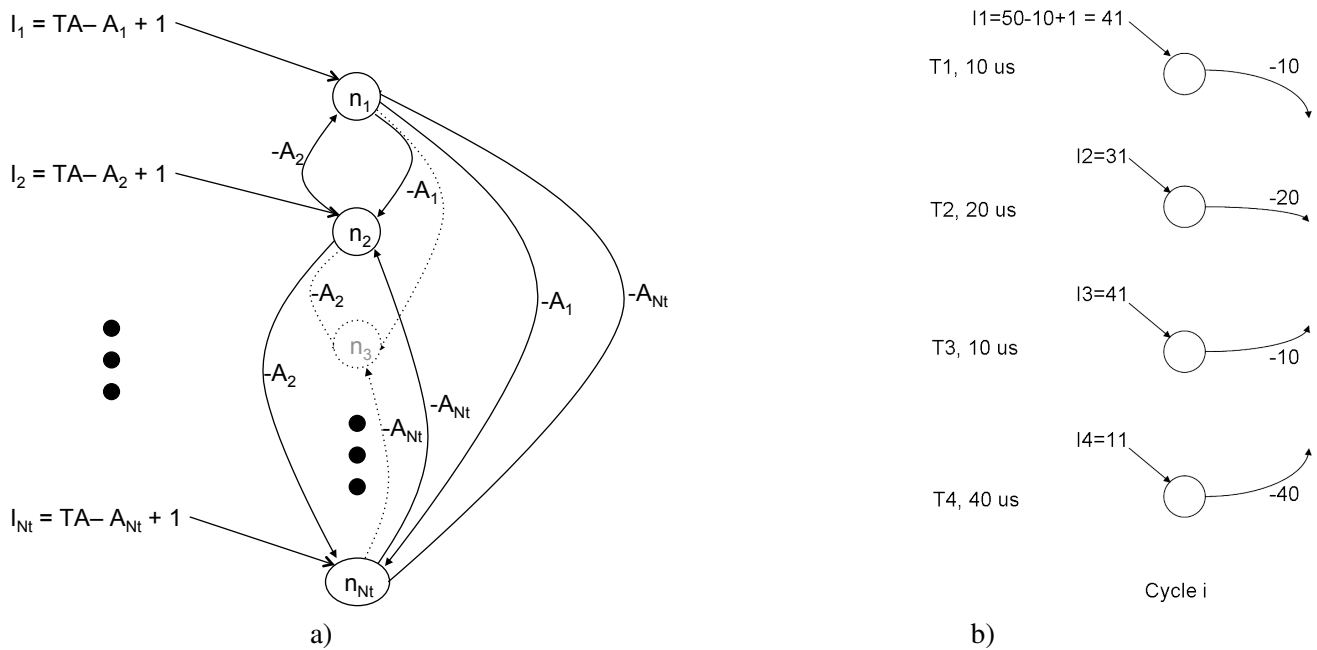 I1 = TA– A1 + 1
n1
-A2
-A1
I2 = TA– A2 + 1
n2
-A2
-A1
-ANt
n3
-A2
-ANt
-ANt
INt = TA– ANt + 1
nNt
a)
I1=50-10+1 = 41
T1, 10 us
-10
I2=31
-20
T2, 20 us
I3=41
T3, 10 us
-10
I4=11
T4, 40 us
-40
Cycle i
b)